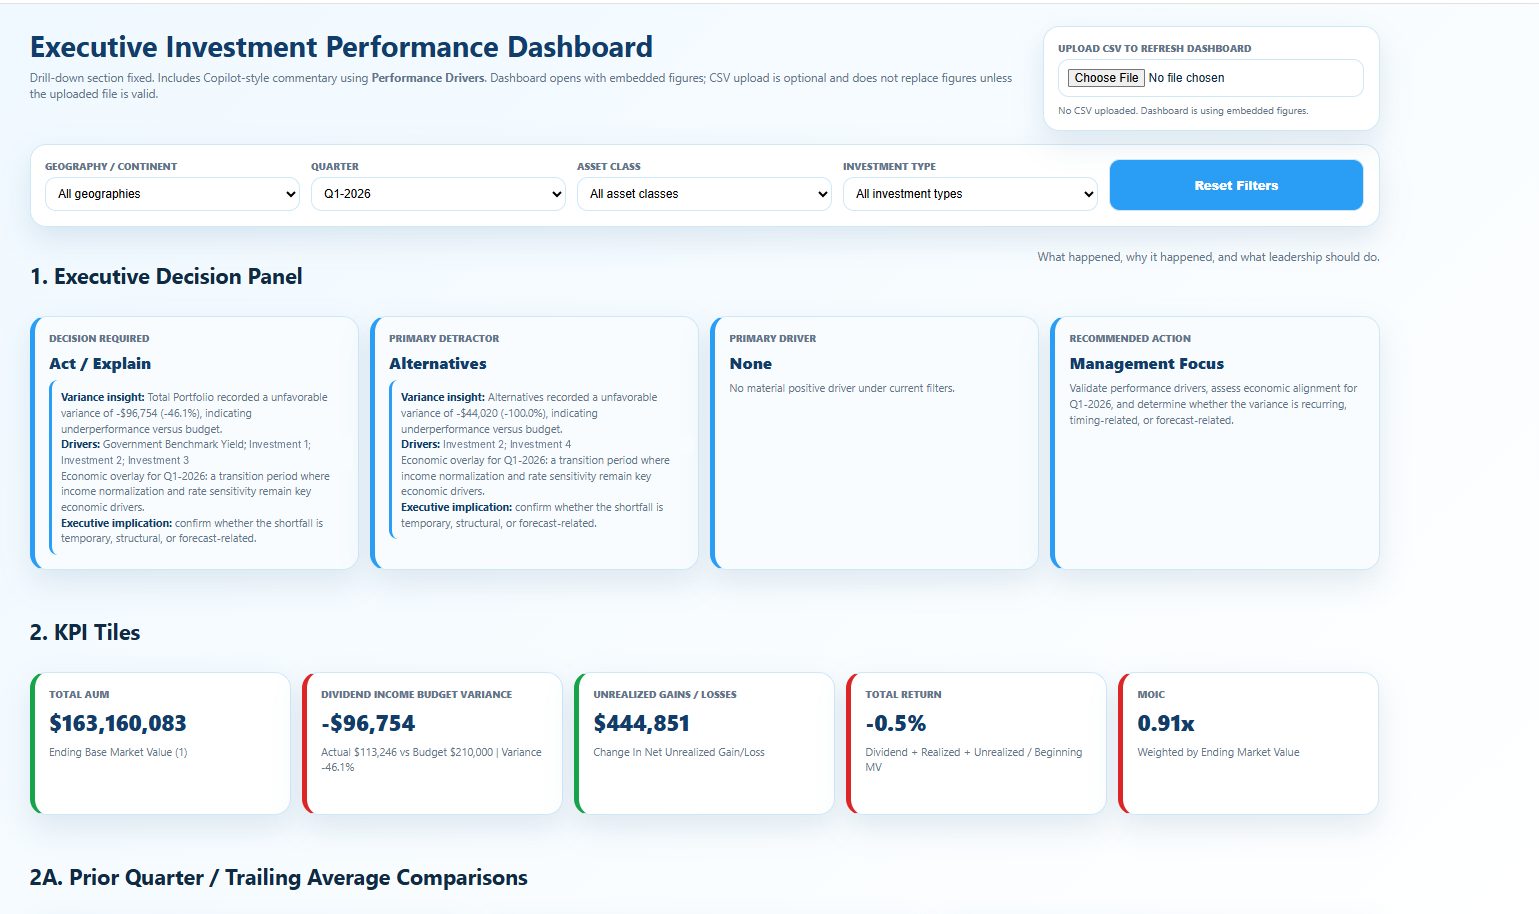 Executive Investment Performance Dashboard
Drill-down section fixed. Includes Copilot-style commentary using Performance Drivers. Dashboard opens with embedded figures; CSV upload is optional and does not replace figures unless
the uploaded file is valid.
UPLOAD CSV TO REFRESH DASHBOARD
Choose File No file chosen
No CSV uploaded. Dashboard is using embedded figures.
GEOGRAPHY / CONTINENT
All geographies
QUARTER
Q1-2026
ASSET CLASS
All asset classes
INVESTMENT TYPE
All investment types
Reset Filters
What happened, why it happened, and what leadership should do.
1. Executive Decision Panel
DECISION REQUIRED
Act / Explain
Variance insight: Total Portfolio recorded a unfavorable
variance of -$96,754 (-46.1%), indicating
underperformance versus budget.
Drivers: Government Benchmark Yield; Investment 1;
Investment 2; Investment 3
Economic overlay for Q1-2026: a transition period where
income normalization and rate sensitivity remain key
economic drivers.
Executive implication: confirm whether the shortfall is
temporary, structural, or forecast-related.
PRIMARY DETRACTOR
Alternatives
Variance insight: Alternatives recorded a unfavorable
variance of -$44,020 (-100.0%), indicating
underperformance versus budget.
Drivers: Investment 2; Investment 4
Economic overlay for Q1-2026: a transition period where
income normalization and rate sensitivity remain key
economic drivers.
Executive implication: confirm whether the shortfall is
temporary, structural, or forecast-related.
PRIMARY DRIVER
None
No material positive driver under current filters.
RECOMMENDED ACTION
Management Focus
Validate performance drivers, assess economic alignment for
Q1-2026, and determine whether the variance is recurring,
timing-related, or forecast-related.
2. KPI Tiles
TOTAL AUM
$163,160,083
Ending Base Market Value (1)
DIVIDEND INCOME BUDGET VARIANCE
-$96,754
Actual $113,246 vs Budget $210,000 | Variance
-46.1%
UNREALIZED GAINS / LOSSES
$444,851
Change In Net Unrealized Gain/Loss
TOTAL RETURN
-0.5%
Dividend + Realized + Unrealized / Beginning
MV
MOIC
0.91x
Weighted by Ending Market Value
2A. Prior Quarter / Trailing Average Comparisons